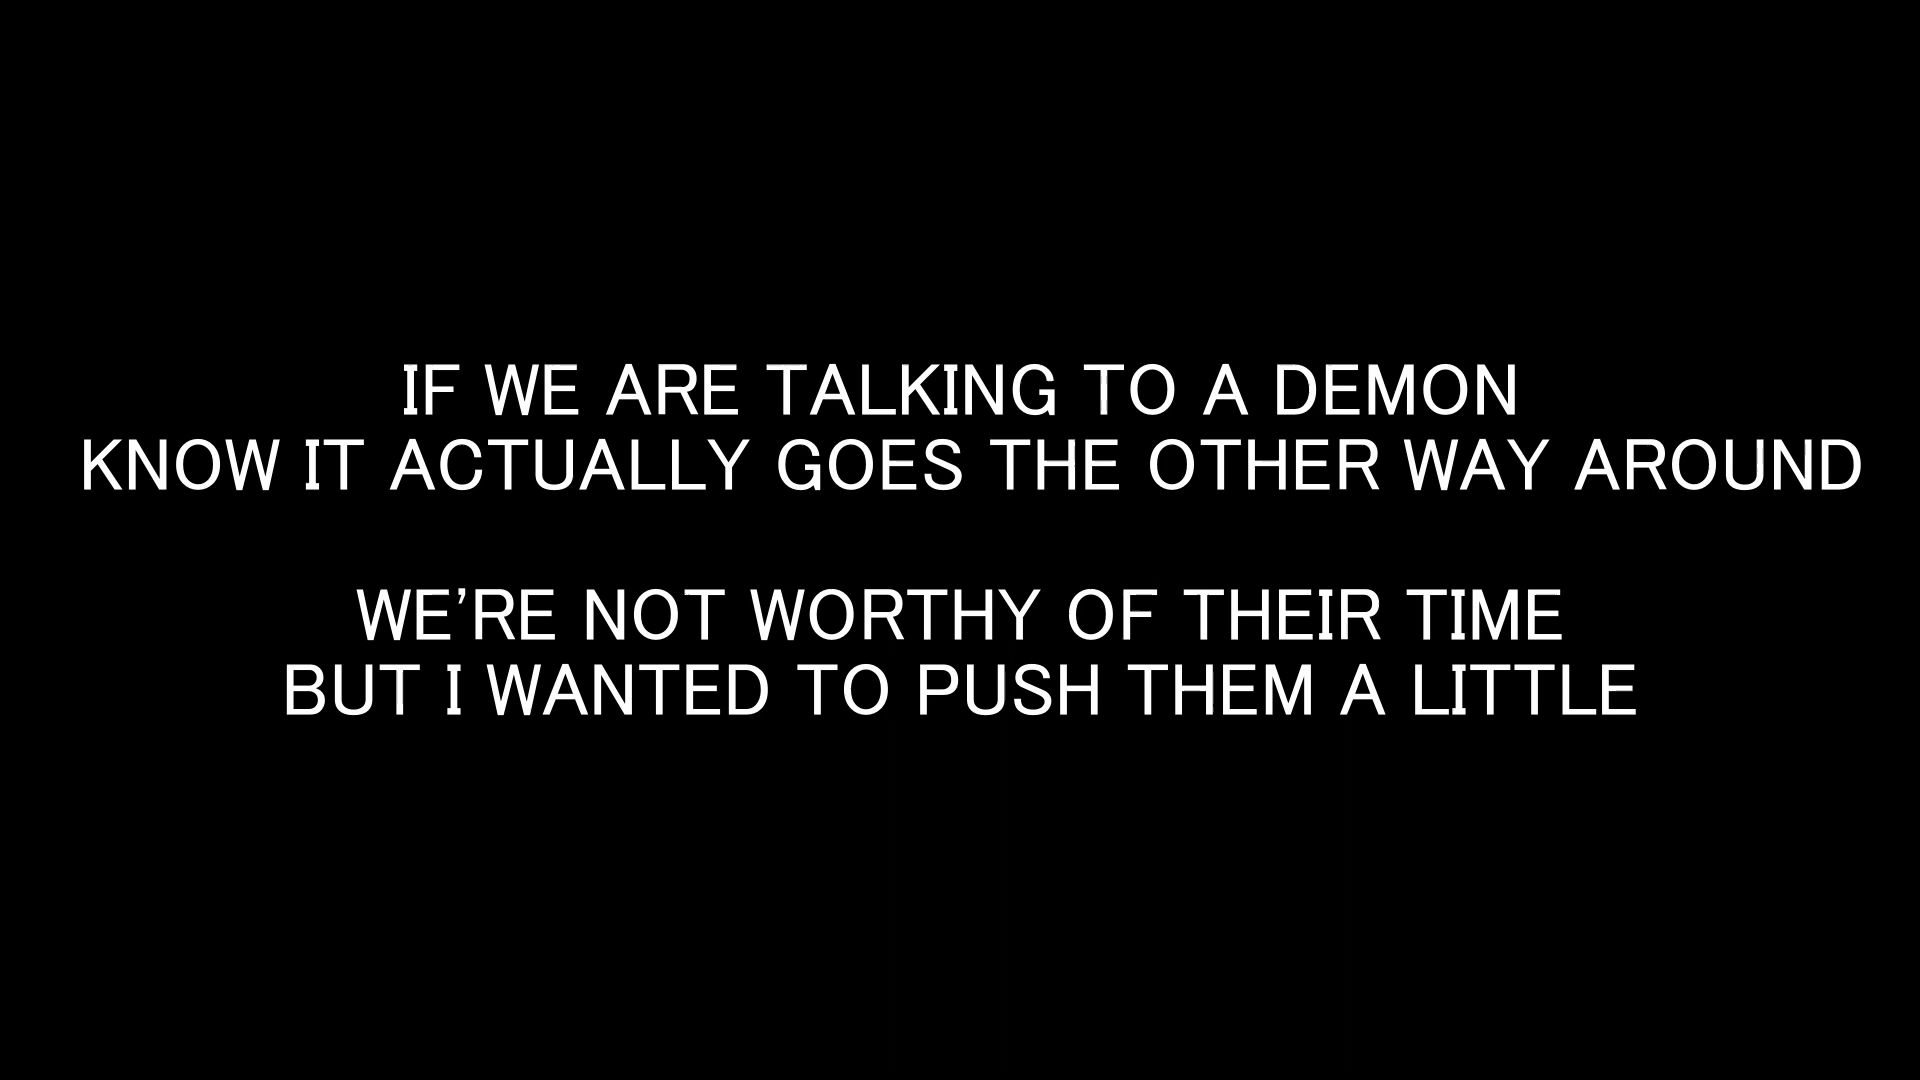 IF WE ARE TALKING TO A DEMON
KNOW IT ACTUALLY GOES THE OTHER WAY AROUND
WE'RE NOT WORTHY OF THEIR TIME
BUT I WANTED TO PUSH THEM A LITTLE